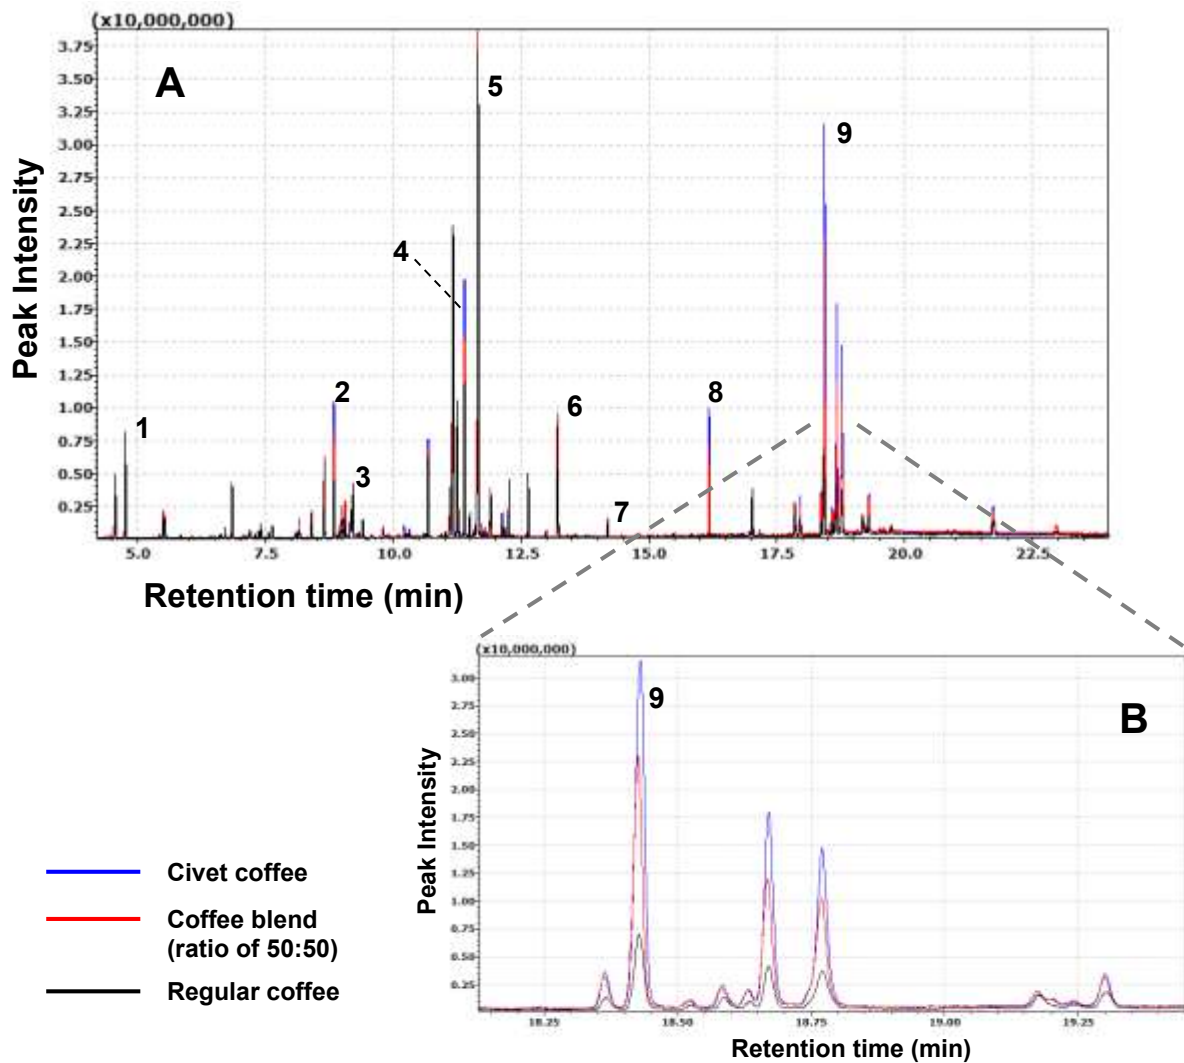 (x10,000,000)
A
Peak Intensity
3.75
3.50
3.25
3.00
2.75
2.50
2.25
2.00
1.75
1.50
1.25
1.00
0.75
0.50
0.25
1
2
3
4
5
6
7
8
9
5.0 7.5 10.0 12.5 15.0 17.5 20.0 22.5
Retention time (min)
(x10,000,000)
B
Peak Intensity
3.00
2.75
2.50
2.25
2.00
1.75
1.50
1.25
1.00
0.75
0.50
0.25
9
18.25 18.50 18.75 19.00 19.25
Retention time (min)
Civet coffee
Coffee blend
(ratio of 50:50)
Regular coffee